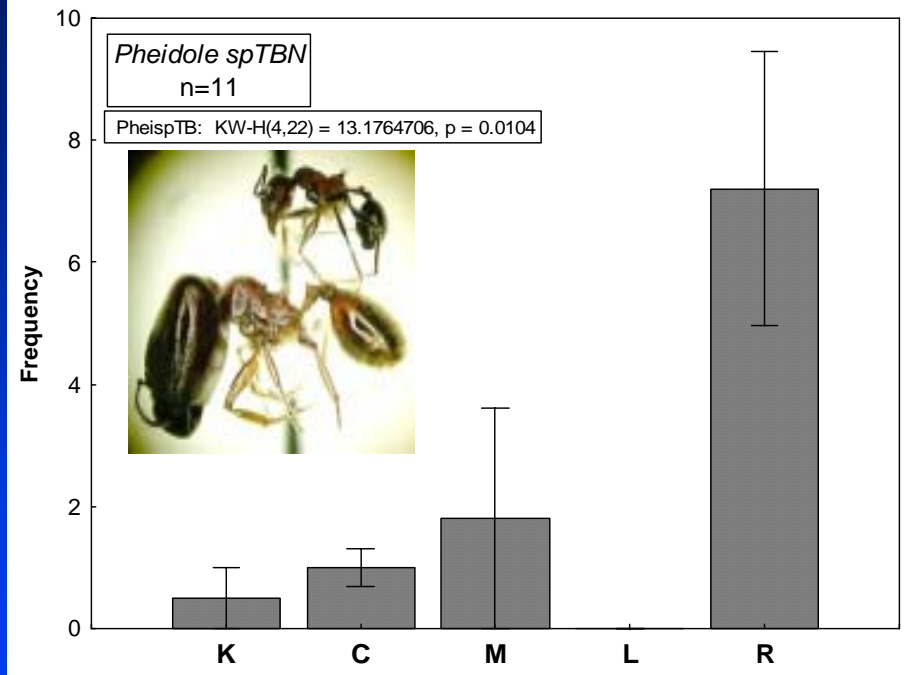 10
Pheidole spTBN
n=11
PheispTB: KW-H(4,22) = 13.1764706, p = 0.0104
8
6
Frequency
4
2
0
K C M L R